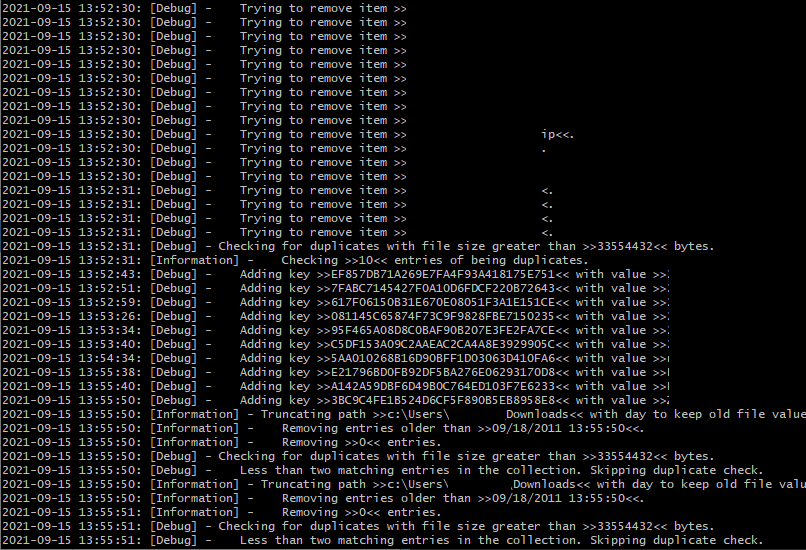 2021-09-15 13:52:30: [Debug] - Trying to remove item >>
2021-09-15 13:52:30: [Debug] - Trying to remove item >>
2021-09-15 13:52:30: [Debug] - Trying to remove item >>
2021-09-15 13:52:30: [Debug] - Trying to remove item >>
2021-09-15 13:52:30: [Debug] - Trying to remove item >>
2021-09-15 13:52:30: [Debug] - Trying to remove item >>
2021-09-15 13:52:30: [Debug] - Trying to remove item >>
2021-09-15 13:52:30: [Debug] - Trying to remove item >>
2021-09-15 13:52:30: [Debug] - Trying to remove item >>
2021-09-15 13:52:30: [Debug] - Trying to remove item >> ip<<.
2021-09-15 13:52:30: [Debug] - Trying to remove item >> .
2021-09-15 13:52:30: [Debug] - Trying to remove item >>
2021-09-15 13:52:30: [Debug] - Trying to remove item >>
2021-09-15 13:52:31: [Debug] - Trying to remove item >> <.
2021-09-15 13:52:31: [Debug] - Trying to remove item >> <.
2021-09-15 13:52:31: [Debug] - Trying to remove item >> <.
2021-09-15 13:52:31: [Debug] - Trying to remove item >> <.
2021-09-15 13:52:31: [Debug] - Checking for duplicates with file size greater than >>33554432<< bytes.
2021-09-15 13:52:31: [Information] - Checking >>10<< entries of being duplicates.
2021-09-15 13:52:43: [Debug] - Adding key >>EF857DB71A269E7FA4F93A418175E751<< with value >>
2021-09-15 13:52:51: [Debug] - Adding key >>7FABC7145427F0A10D6FDCF220B72643<< with value >>
2021-09-15 13:52:59: [Debug] - Adding key >>617F06150B31E670E08051F3A1E151CE<< with value >>
2021-09-15 13:53:26: [Debug] - Adding key >>081145C65874F73C9F9828FBE7150235<< with value >>
2021-09-15 13:53:34: [Debug] - Adding key >>95F465A08D8C0BAF90B207E3FE2FA7CE<< with value >>
2021-09-15 13:53:40: [Debug] - Adding key >>C5DF153A09C2AAEAC2CA4A8E3929905C<< with value >>
2021-09-15 13:54:34: [Debug] - Adding key >>5AA010268B16D90BFF1D03063D410FA6<< with value >>
2021-09-15 13:55:38: [Debug] - Adding key >>E21796BD0FB92DF5BA276E06293170D8<< with value >>
2021-09-15 13:55:40: [Debug] - Adding key >>A142A59DBF6D49B0C764ED103F7E6233<< with value >>
2021-09-15 13:55:50: [Debug] - Adding key >>3BC9C4FE1B524D6CF5F890B5EB8958E8<< with value >>
2021-09-15 13:55:50: [Information] - Truncating path >>c:\Users\ Downloads<< with day to keep old file value
2021-09-15 13:55:50: [Information] - Removing entries older than >>09/18/2011 13:55:50<<.
2021-09-15 13:55:50: [Information] - Removing >>0<< entries.
2021-09-15 13:55:50: [Debug] - Checking for duplicates with file size greater than >>33554432<< bytes.
2021-09-15 13:55:50: [Debug] - Less than two matching entries in the collection. Skipping duplicate check.
2021-09-15 13:55:50: [Information] - Truncating path >>c:\Users\ Downloads<< with day to keep old file value
2021-09-15 13:55:50: [Information] - Removing entries older than >>09/18/2011 13:55:50<<.
2021-09-15 13:55:51: [Information] - Removing >>0<< entries.
2021-09-15 13:55:51: [Debug] - Checking for duplicates with file size greater than >>33554432<< bytes.
2021-09-15 13:55:51: [Debug] - Less than two matching entries in the collection. Skipping duplicate check.